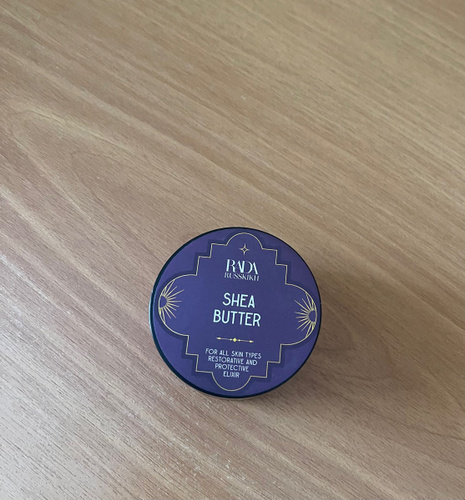 RADA
RUSSKIKH
SHEA
BUTTER
FOR ALL SKIN TYPES
RESTORATIVE AND
PROTECTIVE
ELIXIR